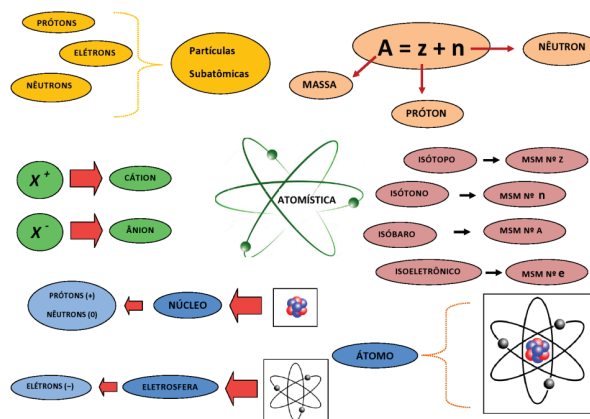 PRÓTONS
ELÉTRONS
NÊUTRONS
Partículas
Subatômicas
A = z + n
NÊUTRON
MASSA
PRÓTON
X+
CÁTION
X-
ÂNION
ATOMÍSTICA
ISÓTOPO
MSM Nº Z
ISÓTONO
MSM Nº n
ISÓBARO
MSM Nº A
ISOELETRÔNICO
MSM Nº e
PRÓTONS (+)
NÊUTRONS (0)
NÚCLEO
ELÉTRONS (–)
ELETROSFERA
ÁTOMO